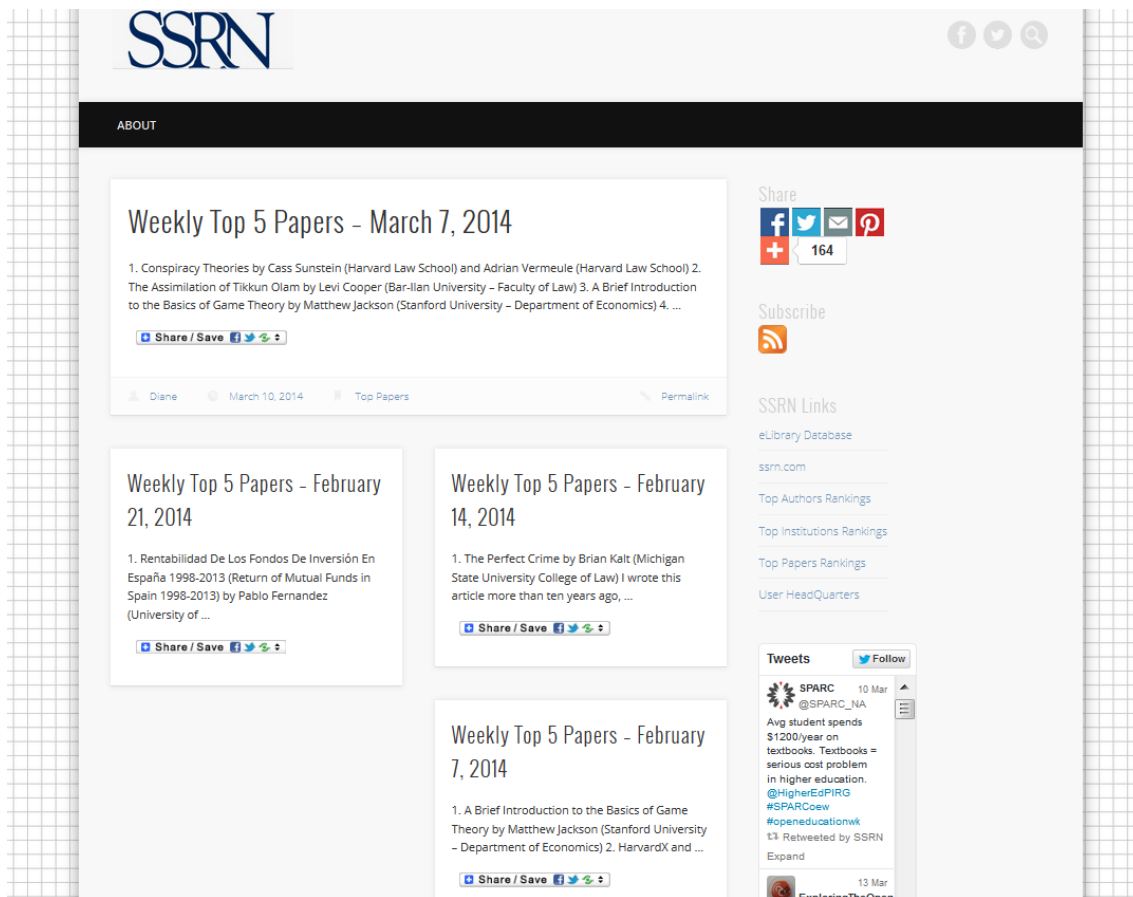 SSRN
ABOUT
Weekly Top 5 Papers – March 7, 2014
1. Conspiracy Theories by Cass Sunstein (Harvard Law School) and Adrian Vermeule (Harvard Law School) 2.
The Assimilation of Tikkun Olam by Levi Cooper (Bar-Ilan University – Faculty of Law) 3. A Brief Introduction
to the Basics of Game Theory by Matthew Jackson (Stanford University – Department of Economics) 4. ...
Share / Save
Diane
March 10, 2014
Top Papers
Permalink
Weekly Top 5 Papers – February
21, 2014
1. Rentabilidad De Los Fondos De Inversión En
España 1998-2013 (Return of Mutual Funds in
Spain 1998-2013) by Pablo Fernandez
(University of ...
Share / Save
Weekly Top 5 Papers – February
14, 2014
1. The Perfect Crime by Brian Kalt (Michigan
State University College of Law) I wrote this
article more than ten years ago, ...
Share / Save
Weekly Top 5 Papers – February
7, 2014
1. A Brief Introduction to the Basics of Game
Theory by Matthew Jackson (Stanford University
– Department of Economics) 2. HarvardX and ...
Share / Save
Share
164
Subscribe
SSRN Links
eLibrary Database
ssrn.com
Top Authors Rankings
Top Institutions Rankings
Top Papers Rankings
User HeadQuarters
Tweets
Follow
SPARC 10 Mar
@SPARC_NA
Avg student spends
$1200/year on
textbooks. Textbooks =
serious cost problem
in higher education.
@HigherEdPIRG
#SPARCoew
#openeducationwk
Retweeted by SSRN
Expand
13 Mar